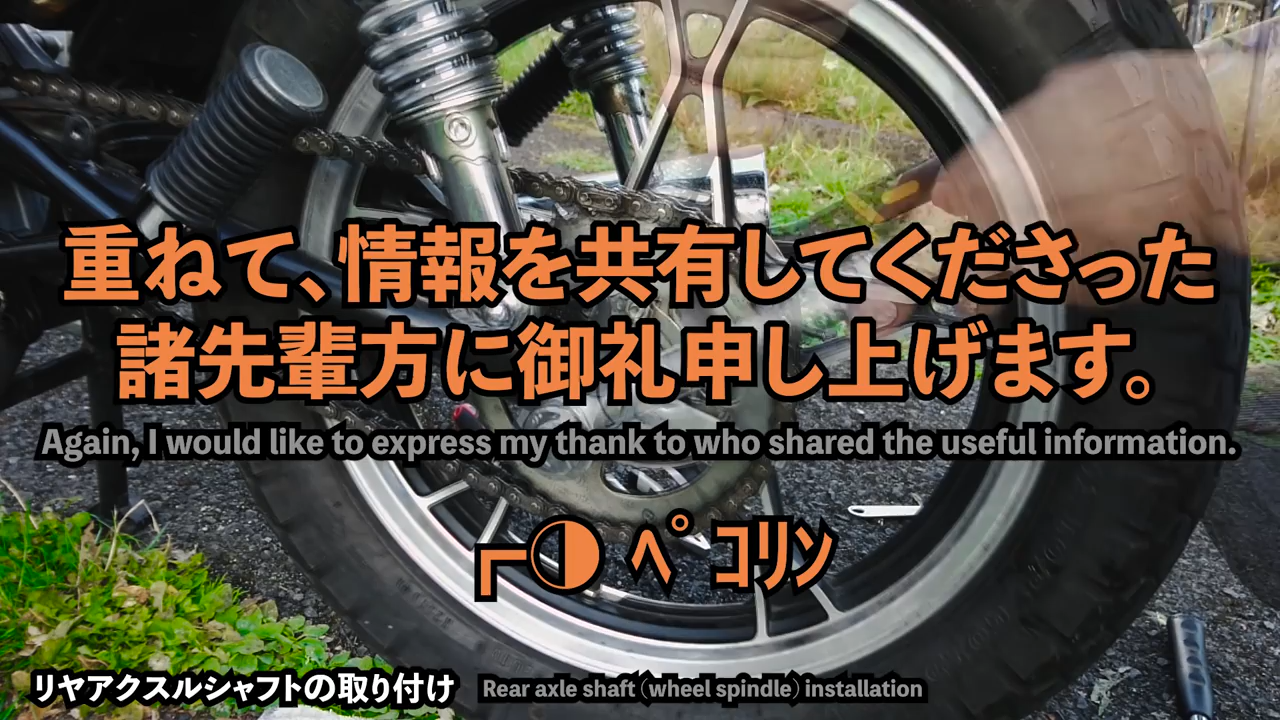 重ねて、情報を共有してくださった
諸先輩方に御礼申し上げます。
Again, I would like to express my thank to who shared the useful information.
┏◑ ﾍﾟｺﾘﾝ
リヤアクスルシャフトの取り付け Rear axle shaft (wheel spindle) installation